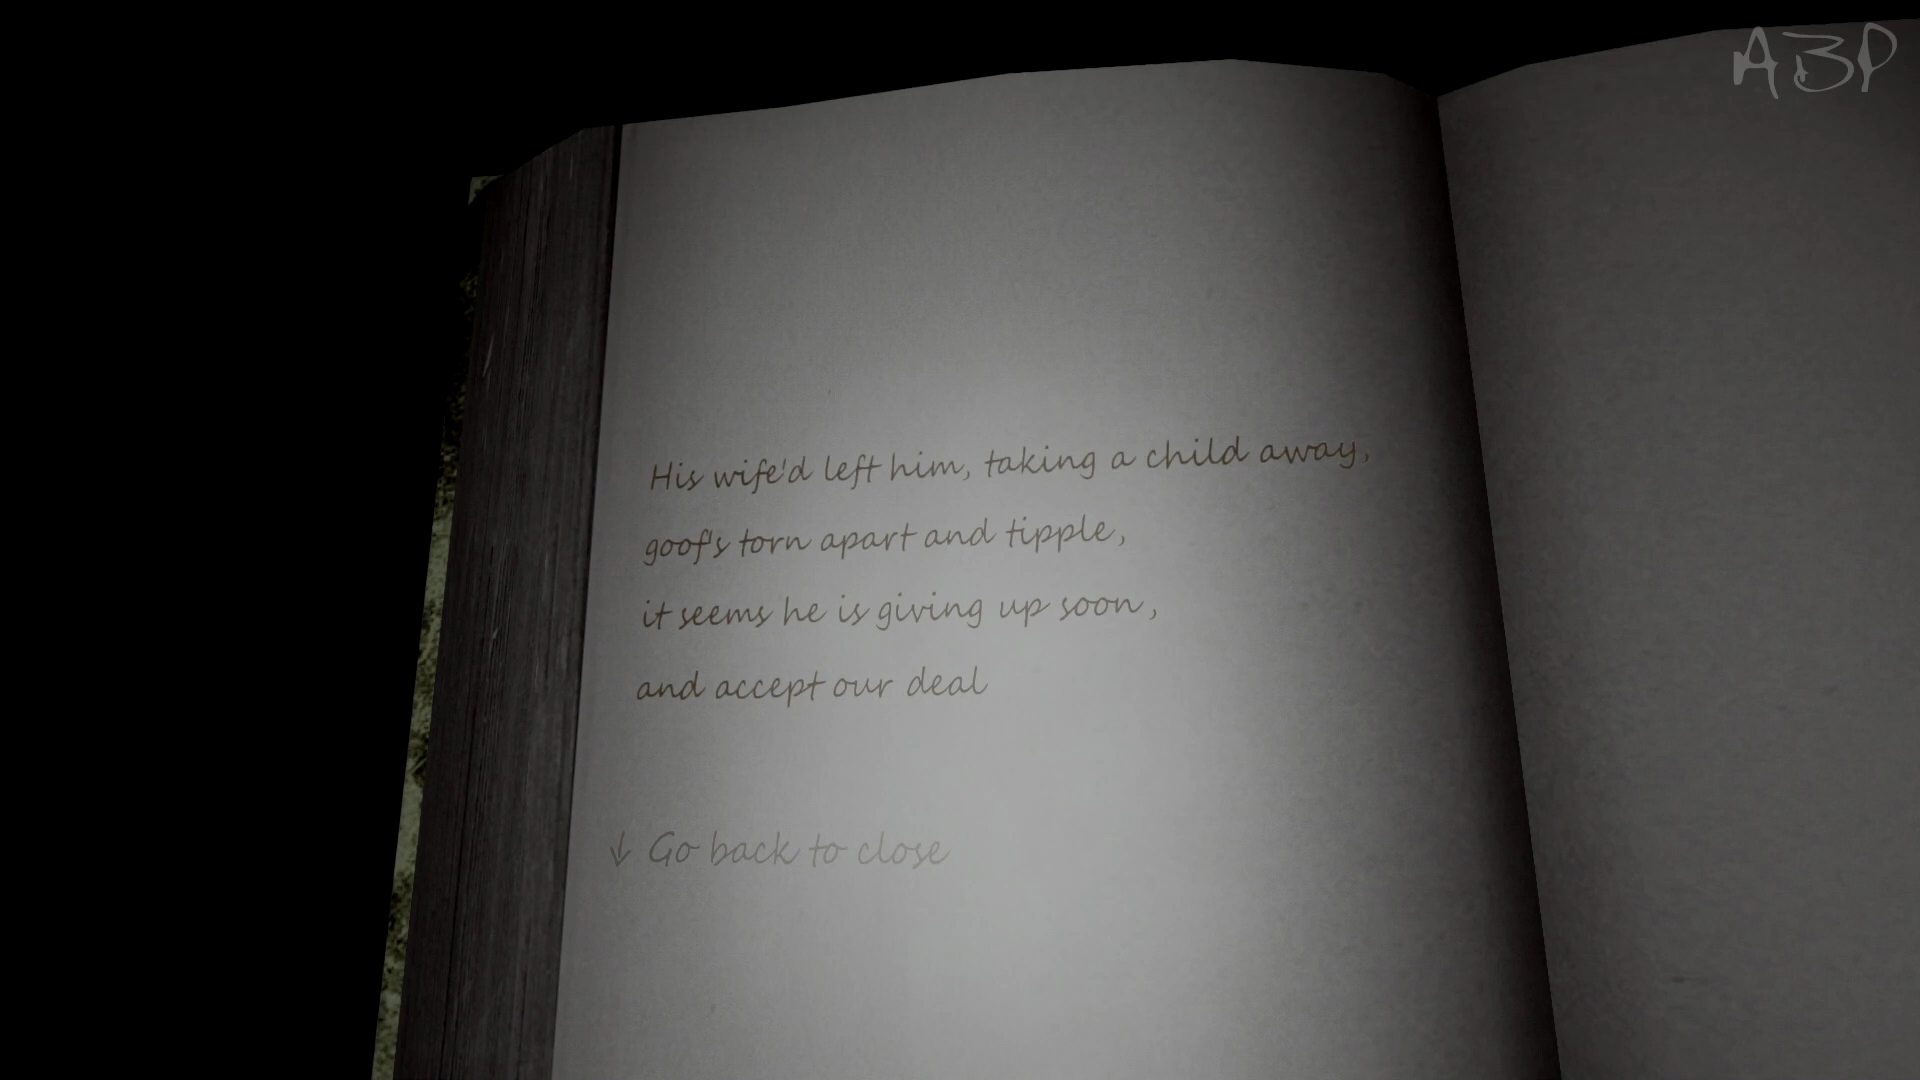 ABP
His wife'd left him, taking a child away,
goof's torn apart and tipple,
it seems he is giving up soon,
and accept our deal
↓ Go back to close